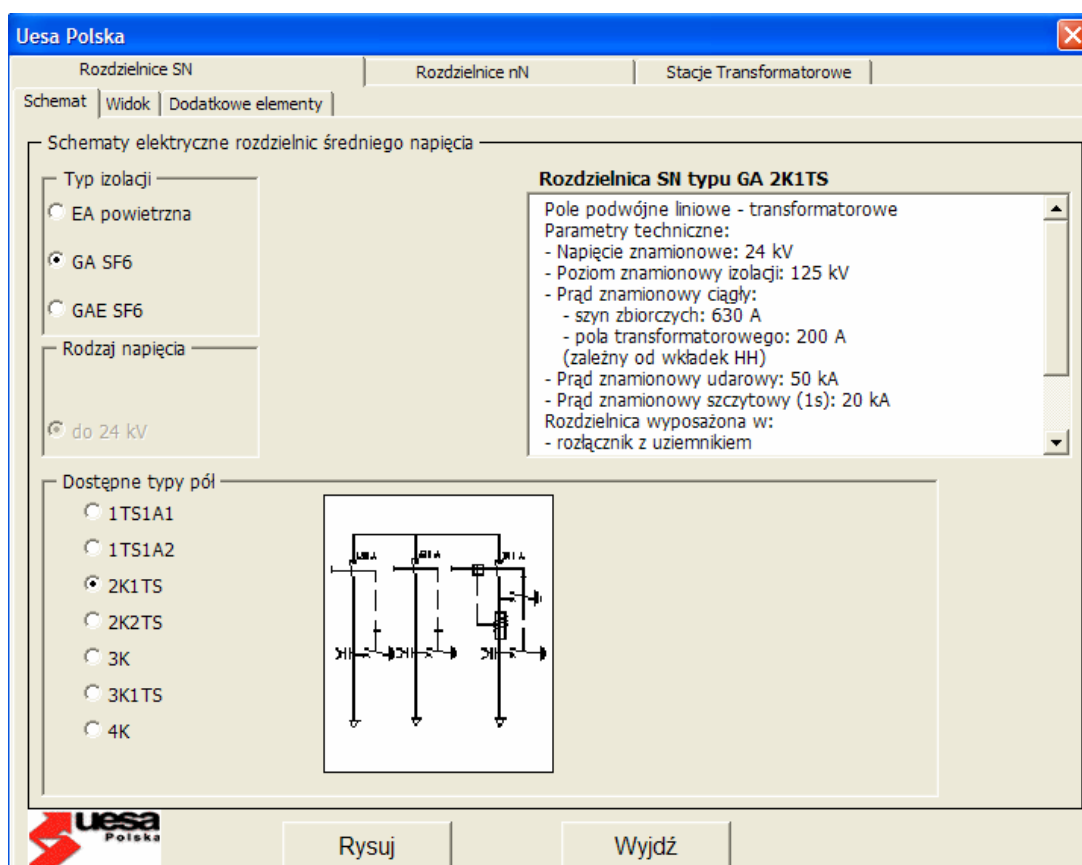 Uesa Polska
Rozdzielnice SN
Rozdzielnice nN
Stacje Transformatorowe
Schemat
Widok
Dodatkowe elementy
Schematy elektryczne rozdzielnic średniego napięcia
Typ izolacji
EA powietrzna
GA SF6
GAE SF6
Rodzaj napięcia
do 24 kV
Rozdzielnica SN typu GA 2K1TS
Pole podwójne liniowe - transformatorowe
Parametry techniczne:
- Napięcie znamionowe: 24 kV
- Poziom znamionowy izolacji: 125 kV
- Prąd znamionowy ciągły:
- szyn zbiorczych: 630 A
- pola transformatorowego: 200 A
(zależny od wkładek HH)
- Prąd znamionowy udarowy: 50 kA
- Prąd znamionowy szczytowy (1s): 20 kA
Rozdzielnica wyposażona w:
- rozłącznik z uziemnikiem
Dostępne typy pól
1TS1A1
1TS1A2
2K1TS
2K2TS
3K
3K1TS
4K
uesa
Polska
Rysuj
Wyjdź